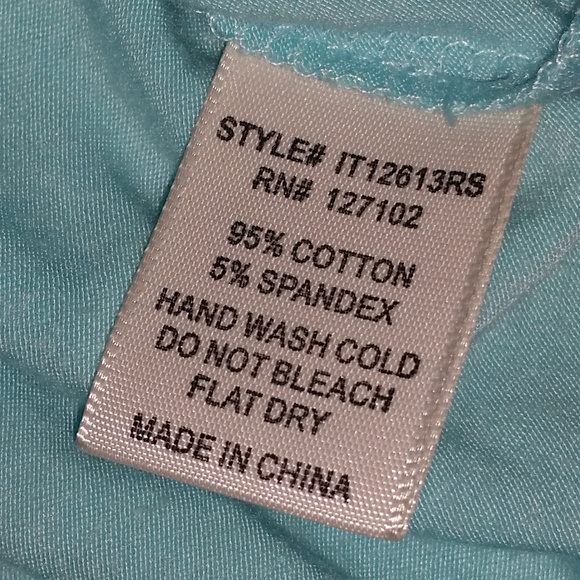 STYLE# IT12613RS
RN# 127102
95% COTTON
5% SPANDEX
HAND WASH COLD
DO NOT BLEACH
FLAT DRY
MADE IN CHINA